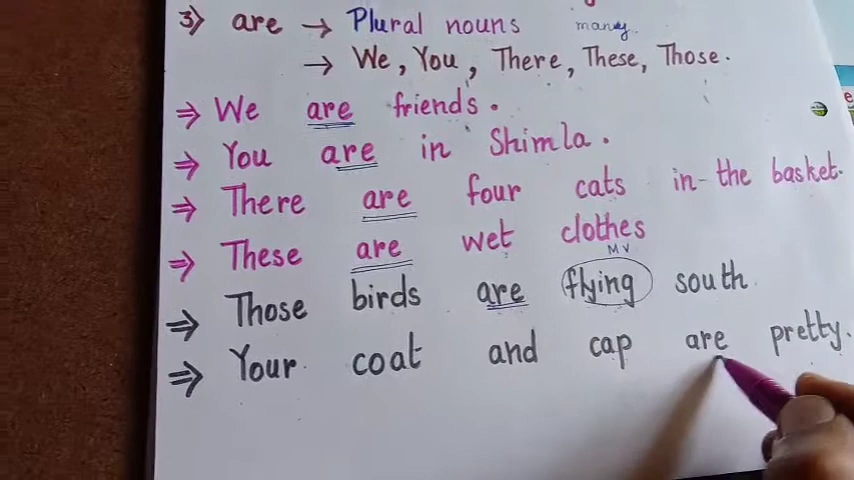 3) are → Plural nouns many
→ We, You, There, These, Those.
⇒ We are friends.
⇒ You are in Shimla.
⇒ There are four cats in the basket.
⇒ These are wet clothes
MV
⇒ Those birds are flying south
⇒ Your coat and cap are pretty.